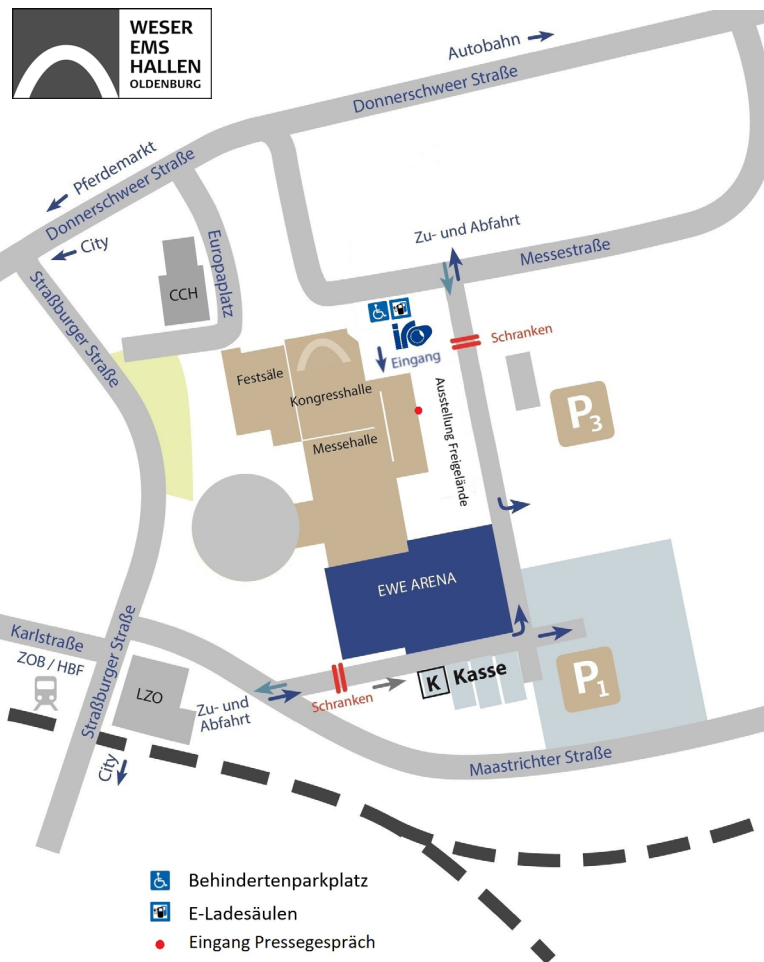 WESER
EMS
HALLEN
OLDENBURG
Autobahn
Donnerschweer Straße
Pferdemarkt
Donnerschweer Straße
City
Europaplatz
Straßburger Straße
CCH
Zu- und Abfahrt
Messestraße
iro
Schranken
Eingang
Festsäle
Kongresshalle
Messehalle
Ausstellung Freigelände
P3
EWE ARENA
Karlstraße
ZOB / HBF
Straßburger Straße
LZO
Zu- und
Abfahrt
Schranken
K Kasse
P1
Maastrichter Straße
City
Behindertenparkplatz
E-Ladesäulen
Eingang Pressegespräch